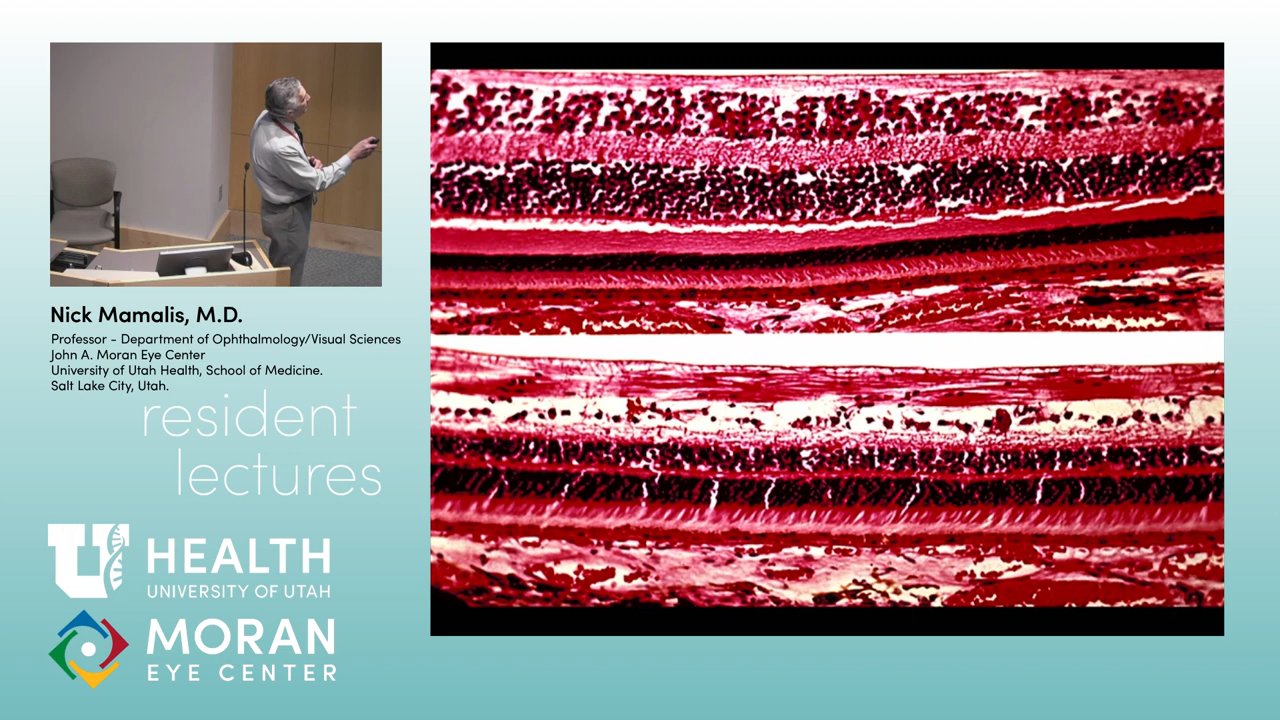 Nick Mamalis, M.D.
Professor - Department of Ophthalmology/Visual Sciences
John A. Moran Eye Center
University of Utah Health, School of Medicine.
Salt Lake City, Utah.
resident
lectures
U HEALTH
UNIVERSITY OF UTAH
MORAN
EYE CENTER